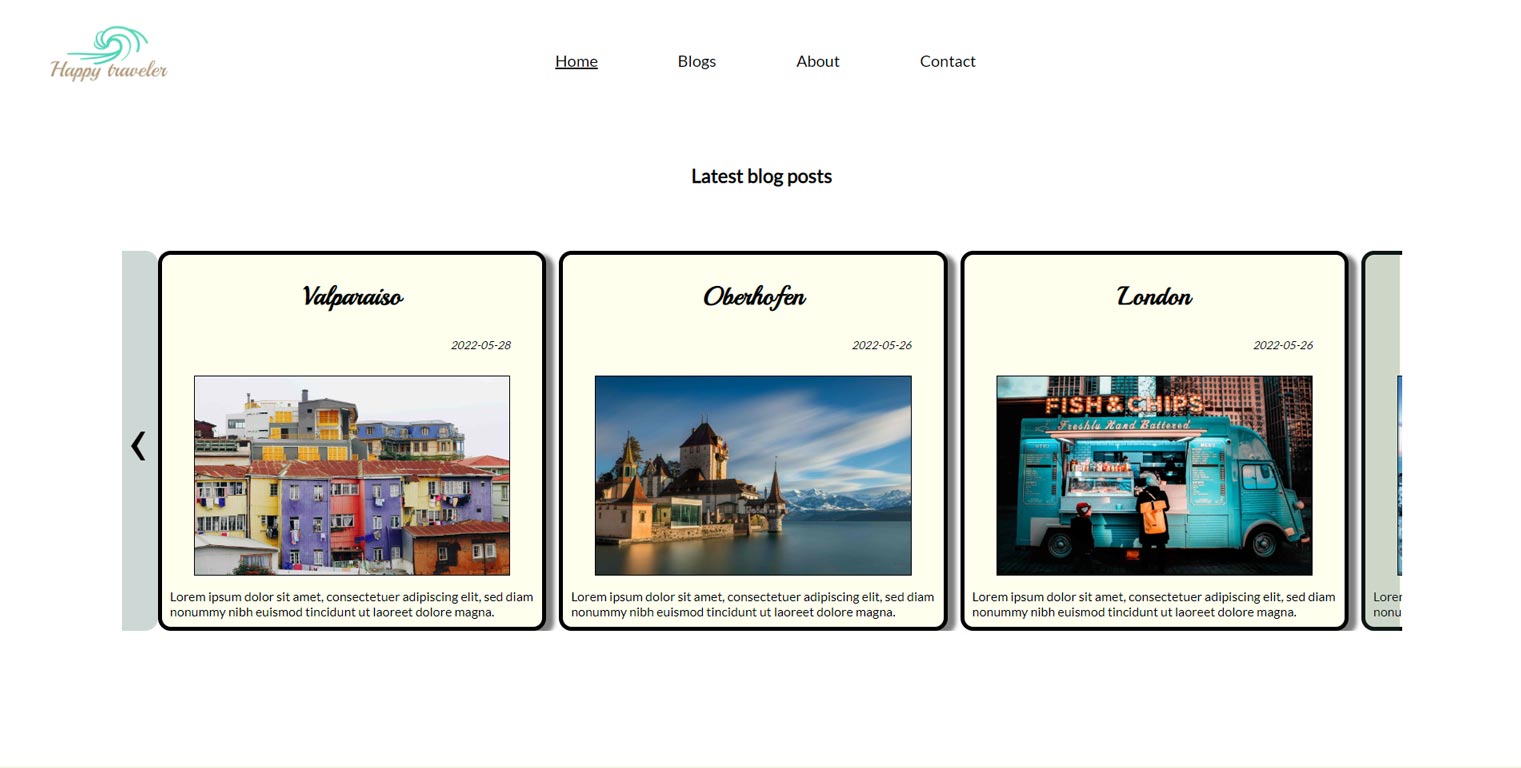 Happy traveler
Home
Blogs
About
Contact
Latest blog posts
Valparaiso
2022-05-28
Lorem ipsum dolor sit amet, consectetuer adipiscing elit, sed diam
nonummy nibh euismod tincidunt ut laoreet dolore magna.
Oberhofen
2022-05-26
Lorem ipsum dolor sit amet, consectetuer adipiscing elit, sed diam
nonummy nibh euismod tincidunt ut laoreet dolore magna.
London
2022-05-26
FISH & CHIPS
Freshly Hand Battered
MENU
Lorem ipsum dolor sit amet, consectetuer adipiscing elit, sed diam
nonummy nibh euismod tincidunt ut laoreet dolore magna.
Lorer
nonu